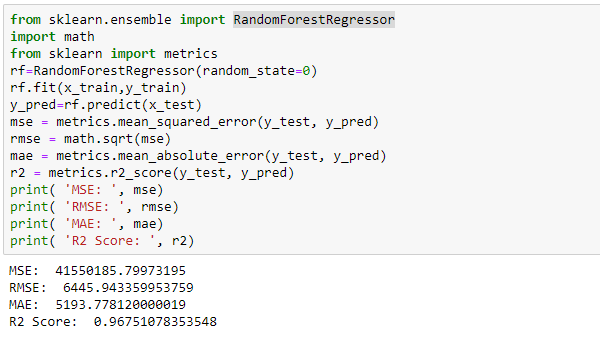 from sklearn.ensemble import RandomForestRegressor
import math
from sklearn import metrics
rf=RandomForestRegressor(random_state=0)
rf.fit(x_train,y_train)
y_pred=rf.predict(x_test)
mse = metrics.mean_squared_error(y_test, y_pred)
rmse = math.sqrt(mse)
mae = metrics.mean_absolute_error(y_test, y_pred)
r2 = metrics.r2_score(y_test, y_pred)
print( 'MSE: ', mse)
print( 'RMSE: ', rmse)
print( 'MAE: ', mae)
print( 'R2 Score: ', r2)
MSE:  41550185.79973195
RMSE:  6445.943359953759
MAE:  5193.778120000019
R2 Score:  0.96751078353548